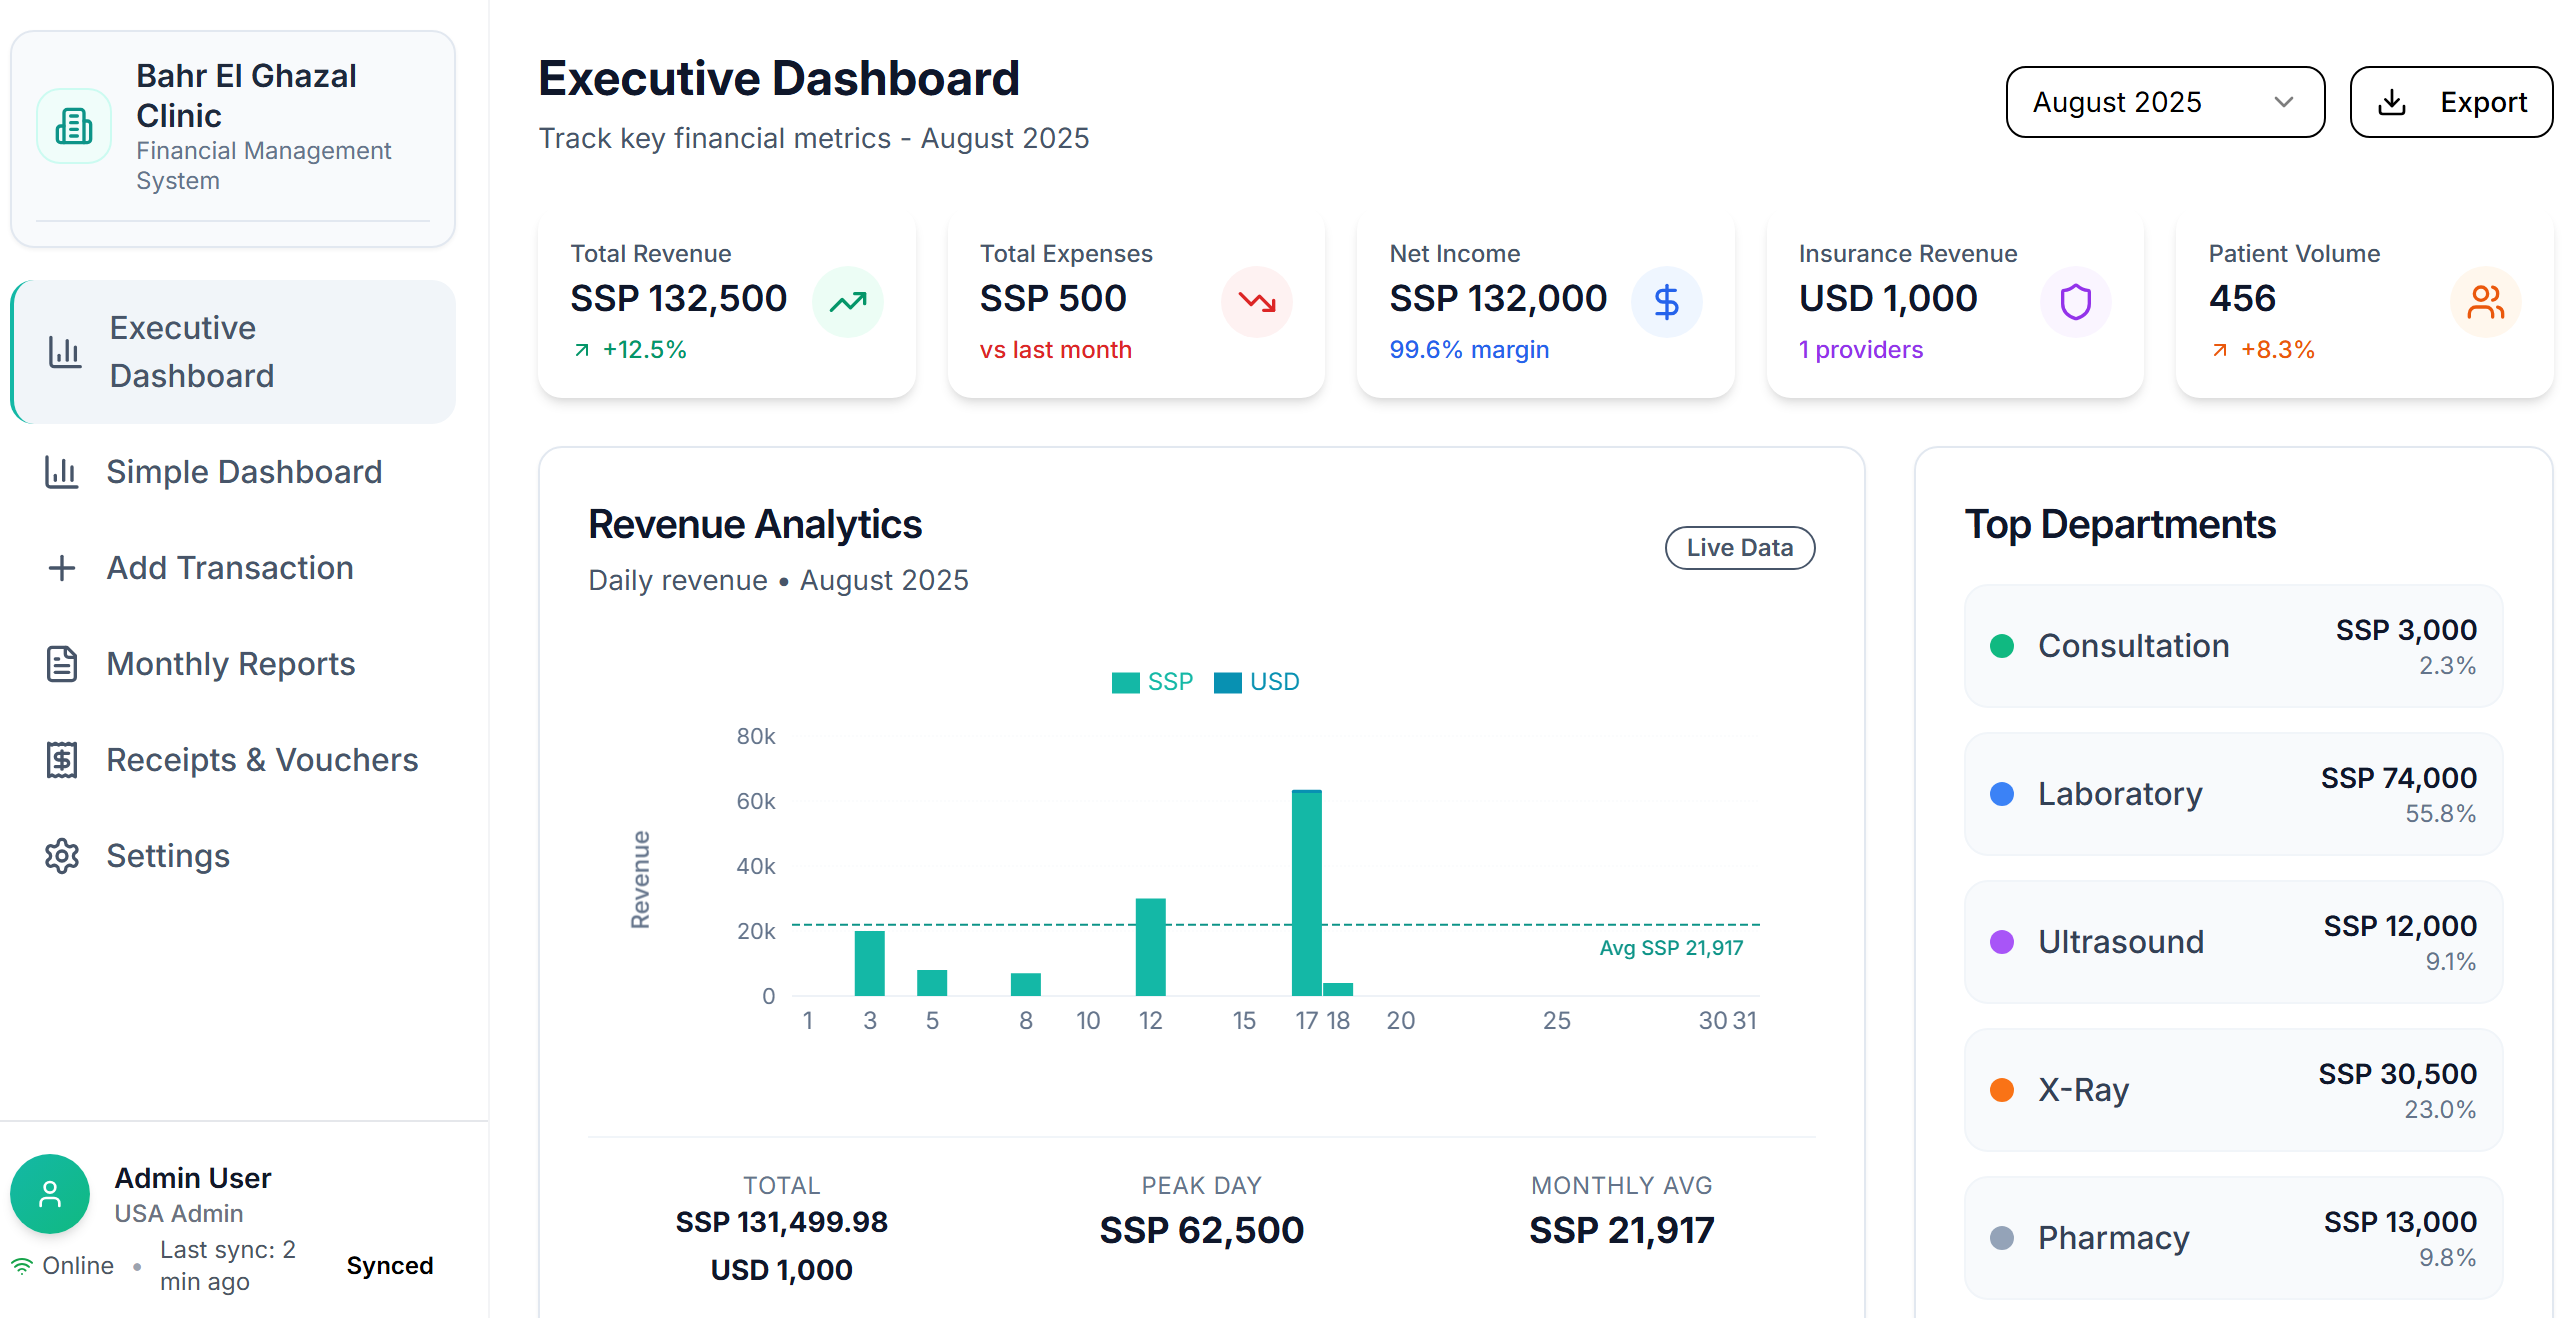 Bahr El Ghazal
Clinic
Financial Management
System
Executive
Dashboard
Simple Dashboard
Add Transaction
Monthly Reports
Receipts & Vouchers
Settings
Admin User
USA Admin
Online • Last sync: 2
min ago
Synced
Executive Dashboard
Track key financial metrics - August 2025
August 2025
Export
Total Revenue
SSP 132,500
+12.5%
Total Expenses
SSP 500
vs last month
Net Income
SSP 132,000
99.6% margin
Insurance Revenue
USD 1,000
1 providers
Patient Volume
456
+8.3%
Revenue Analytics
Daily revenue • August 2025
Live Data
SSP USD
Revenue
80k
60k
40k
20k
0
Avg SSP 21,917
1 3 5 8 10 12 15 17 18 20 25 30 31
TOTAL
SSP 131,499.98
USD 1,000
PEAK DAY
SSP 62,500
MONTHLY AVG
SSP 21,917
Top Departments
Consultation
SSP 3,000
2.3%
Laboratory
SSP 74,000
55.8%
Ultrasound
SSP 12,000
9.1%
X-Ray
SSP 30,500
23.0%
Pharmacy
SSP 13,000
9.8%